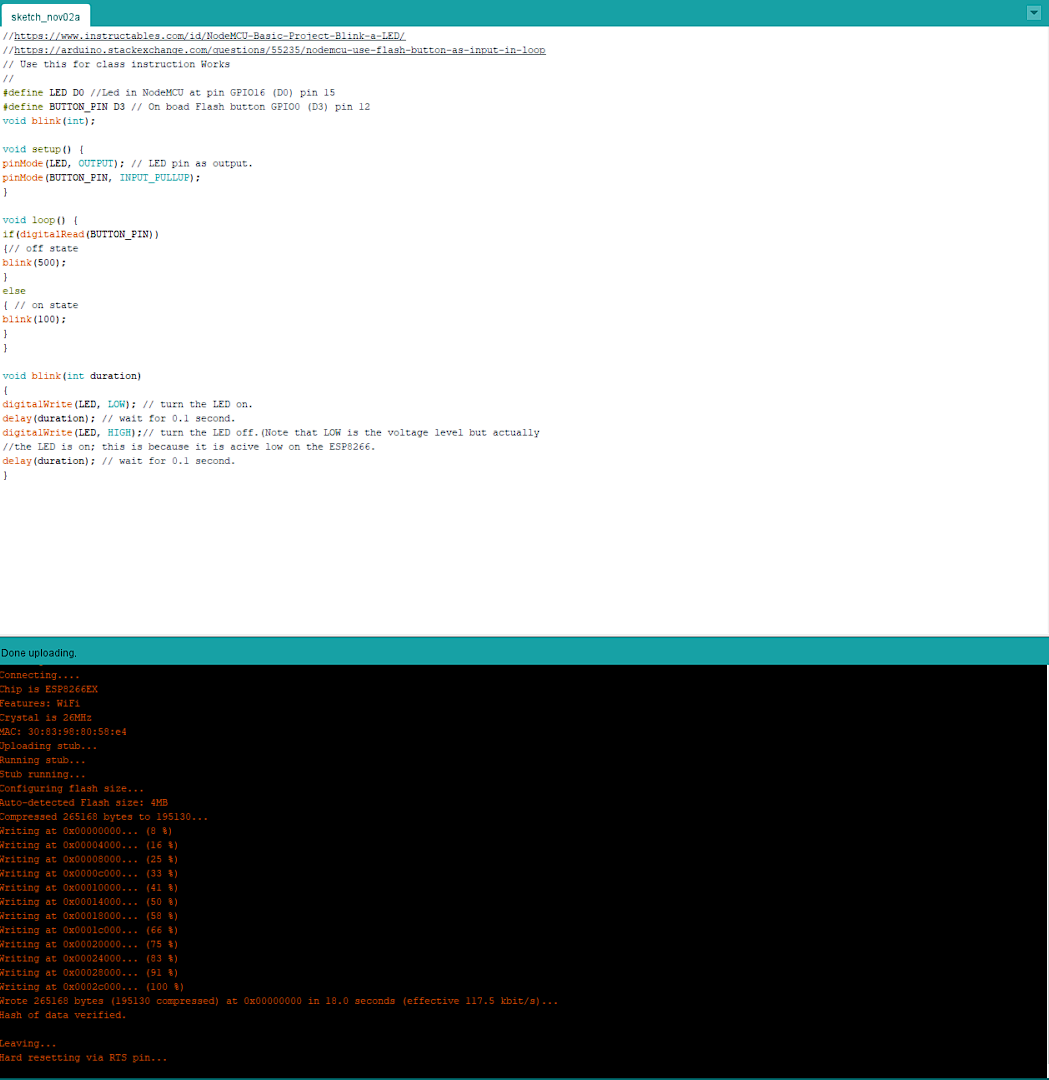 sketch_nov02a
//https://www.instructables.com/id/NodeMCU-Basic-Project-Blink-a-LED/
//https://arduino.stackexchange.com/questions/55235/nodemcu-use-flash-button-as-input-in-loop
// Use this for class instruction Works
//
#define LED D0 //Led in NodeMCU at pin GPIO16 (D0) pin 15
#define BUTTON_PIN D3 // On boad Flash button GPIO0 (D3) pin 12
void blink(int);
void setup() {
pinMode(LED, OUTPUT); // LED pin as output.
pinMode(BUTTON_PIN, INPUT_PULLUP);
}
void loop() {
if(digitalRead(BUTTON_PIN))
{// off state
blink(500);
}
else
{ // on state
blink(100);
}
}
void blink(int duration)
{
digitalWrite(LED, LOW); // turn the LED on.
delay(duration); // wait for 0.1 second.
digitalWrite(LED, HIGH);// turn the LED off.(Note that LOW is the voltage level but actually
//the LED is on; this is because it is acive low on the ESP8266.
delay(duration); // wait for 0.1 second.
}
Done uploading.
Connecting....
Chip is ESP8266EX
Features: WiFi
Crystal is 26MHz
MAC: 30:83:98:80:58:e4
Uploading stub...
Running stub...
Stub running...
Configuring flash size...
Auto-detected Flash size: 4MB
Compressed 265168 bytes to 195130...
Writing at 0x00000000... (8 %)
Writing at 0x00004000... (16 %)
Writing at 0x00008000... (25 %)
Writing at 0x0000c000... (33 %)
Writing at 0x00010000... (41 %)
Writing at 0x00014000... (50 %)
Writing at 0x00018000... (58 %)
Writing at 0x0001c000... (66 %)
Writing at 0x00020000... (75 %)
Writing at 0x00024000... (83 %)
Writing at 0x00028000... (91 %)
Writing at 0x0002c000... (100 %)
Wrote 265168 bytes (195130 compressed) at 0x00000000 in 18.0 seconds (effective 117.5 kbit/s)...
Hash of data verified.
Leaving...
Hard resetting via RTS pin...